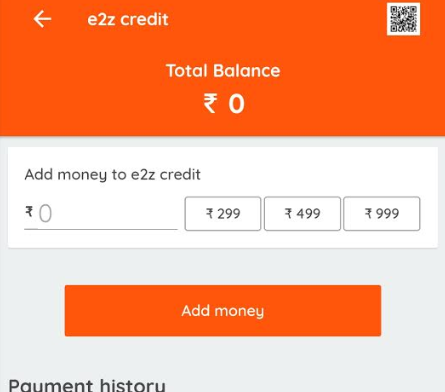 e2z credit
Total Balance
₹ 0
Add money to e2z credit
₹ 0 ₹ 299 ₹ 499 ₹ 999
Add money
Payment history